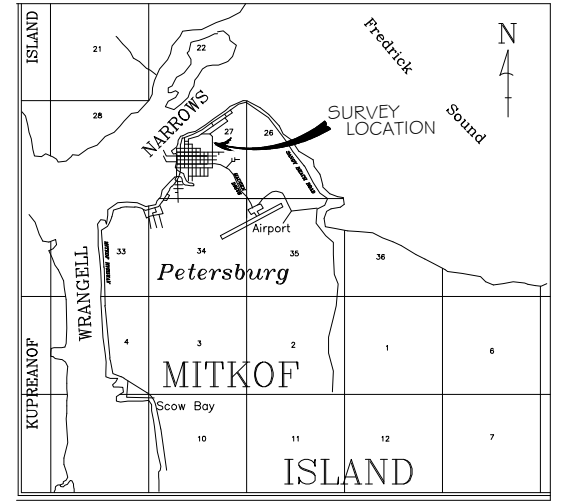 ISLAND
21
22
Fredrick
Sound
N
28
NARROWS
27
26
SURVEY
LOCATION
Airport
33
34
35
36
Petersburg
WRANGELL
4
3
2
1
6
MITKOF
KUPREANOF
Scow Bay
10
11
12
7
ISLAND